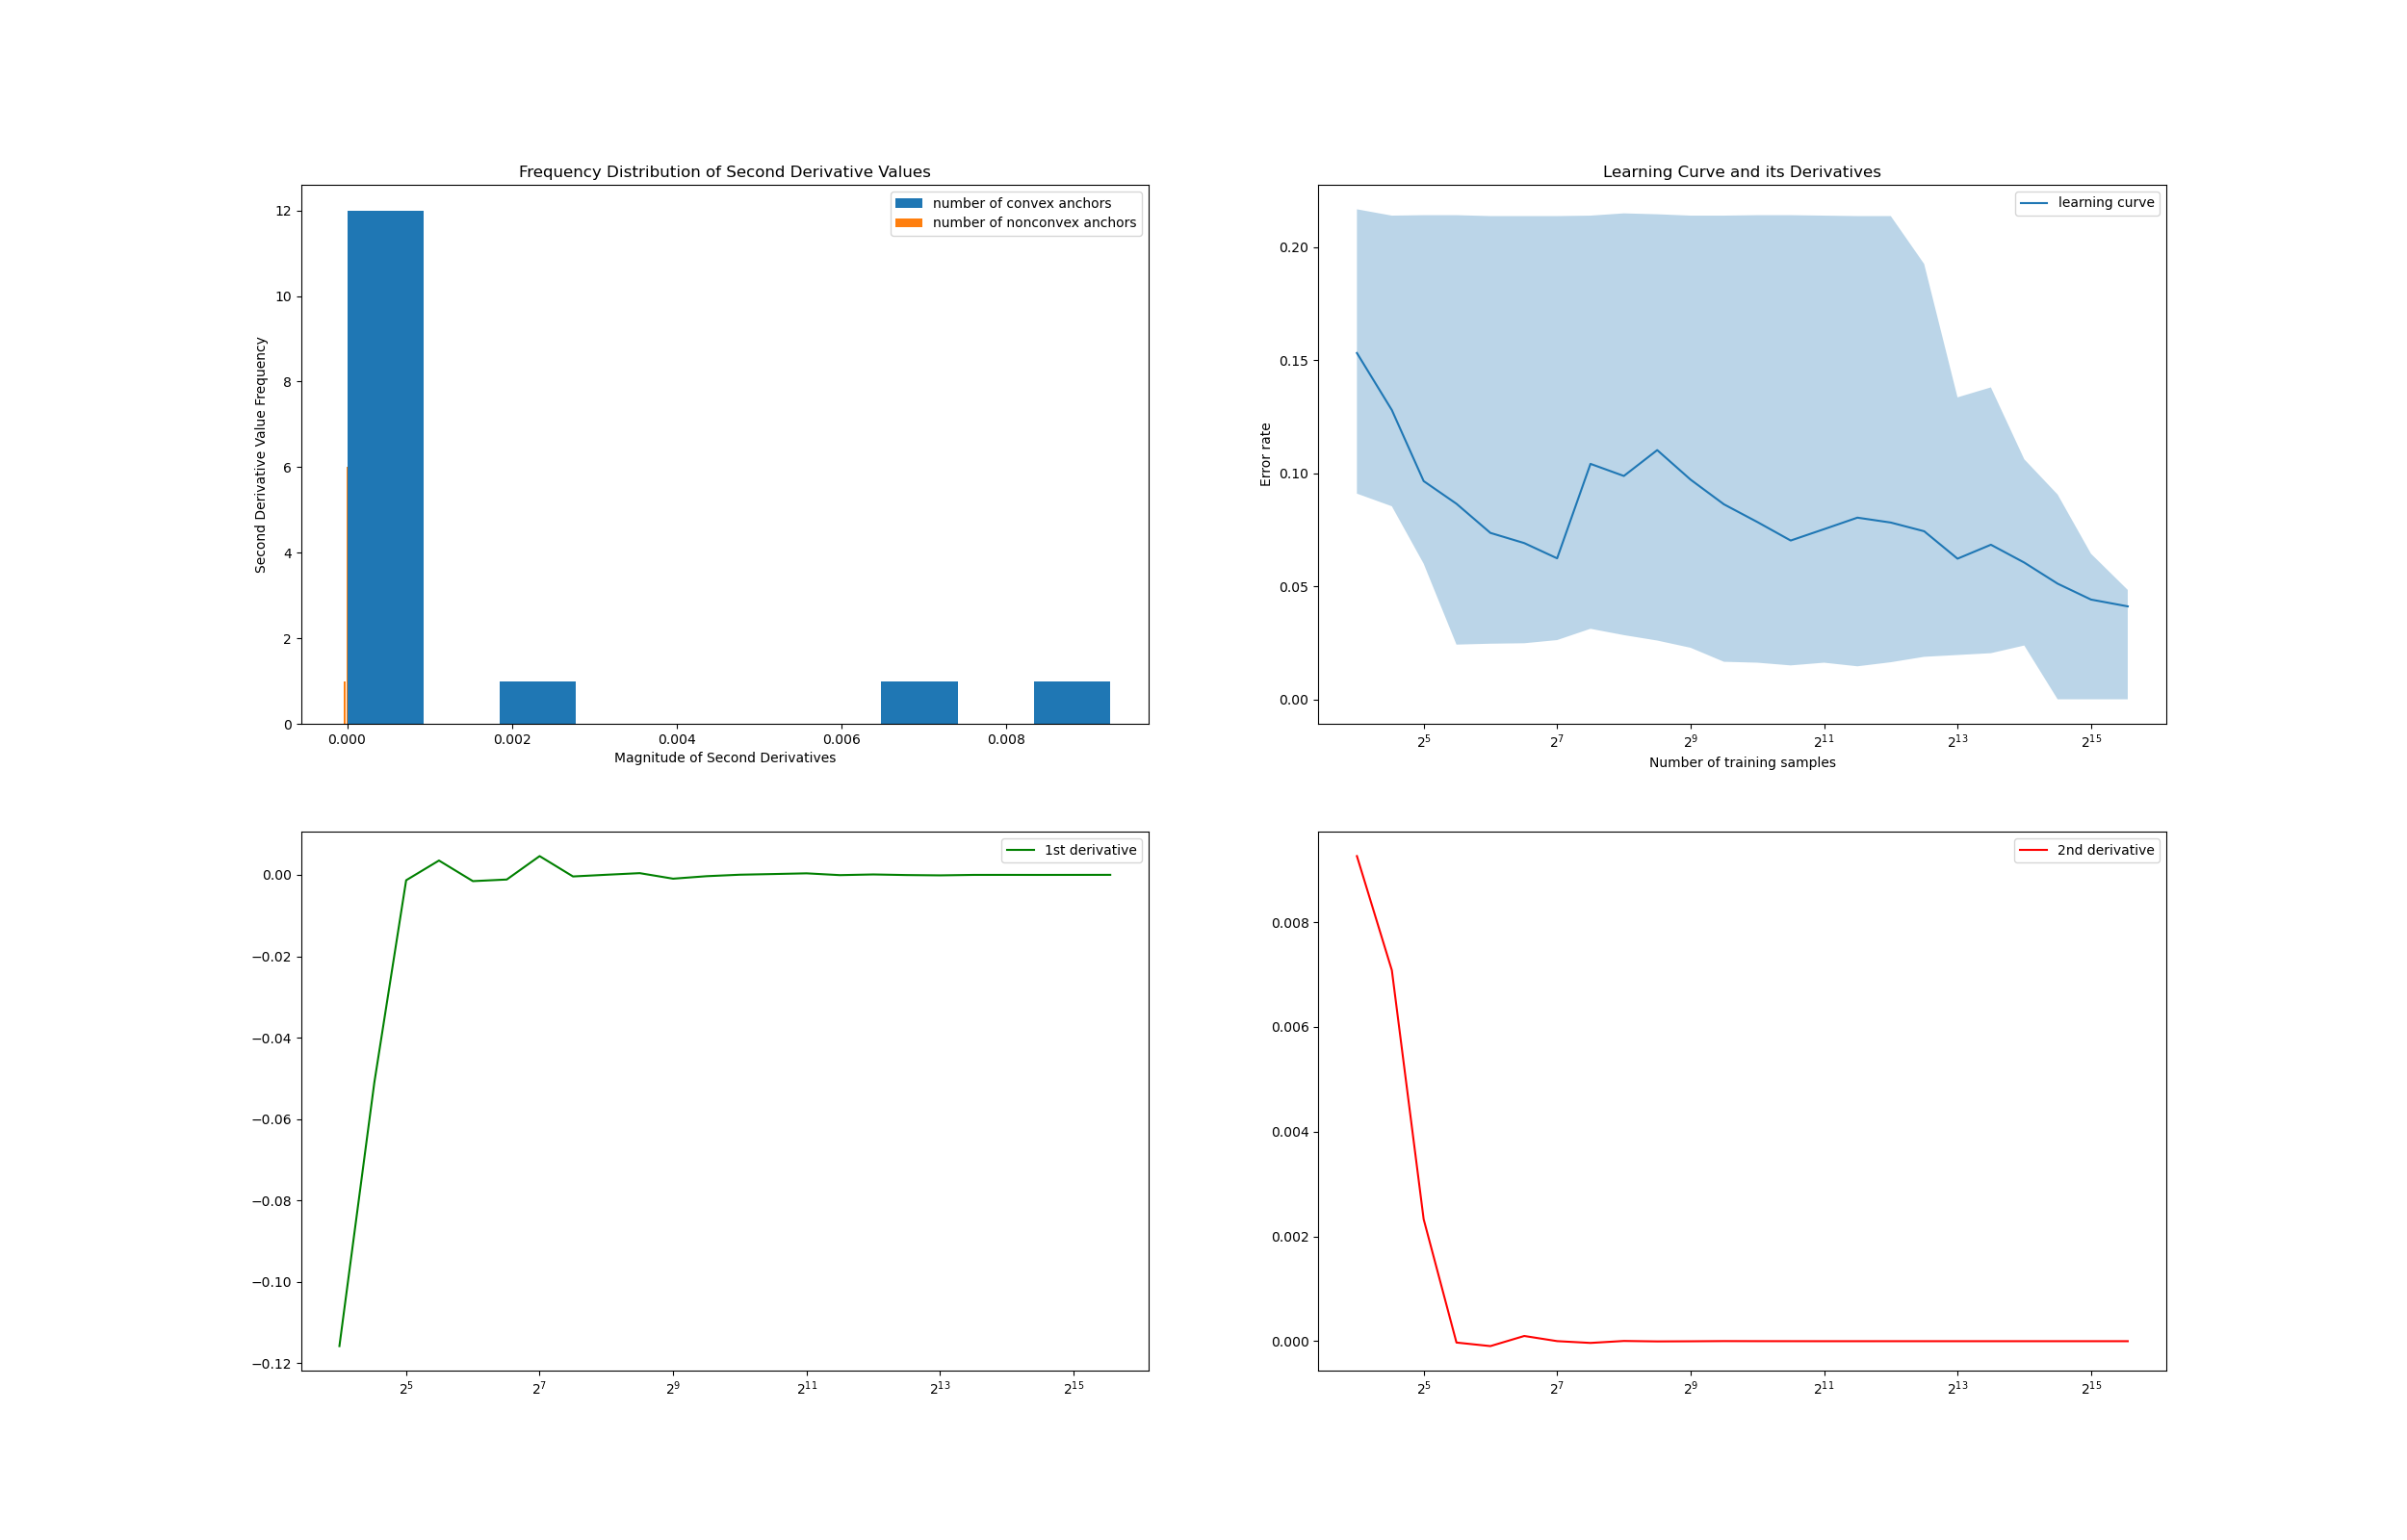 Frequency Distribution of Second Derivative Values
number of convex anchors
number of nonconvex anchors
12
10
8
6
4
2
0
Second Derivative Value Frequency
0.000 0.002 0.004 0.006 0.008
Magnitude of Second Derivatives
Learning Curve and its Derivatives
learning curve
0.20
0.15
0.10
0.05
0.00
Error rate
2^5 2^7 2^9 2^11 2^13 2^15
Number of training samples
1st derivative
0.00
−0.02
−0.04
−0.06
−0.08
−0.10
−0.12
2^5 2^7 2^9 2^11 2^13 2^15
2nd derivative
0.008
0.006
0.004
0.002
0.000
2^5 2^7 2^9 2^11 2^13 2^15